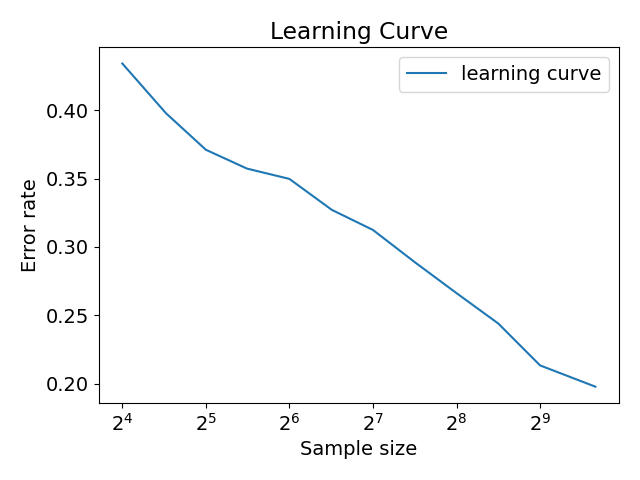 Learning Curve
learning curve
Error rate
0.40
0.35
0.30
0.25
0.20
2⁴ 2⁵ 2⁶ 2⁷ 2⁸ 2⁹
Sample size